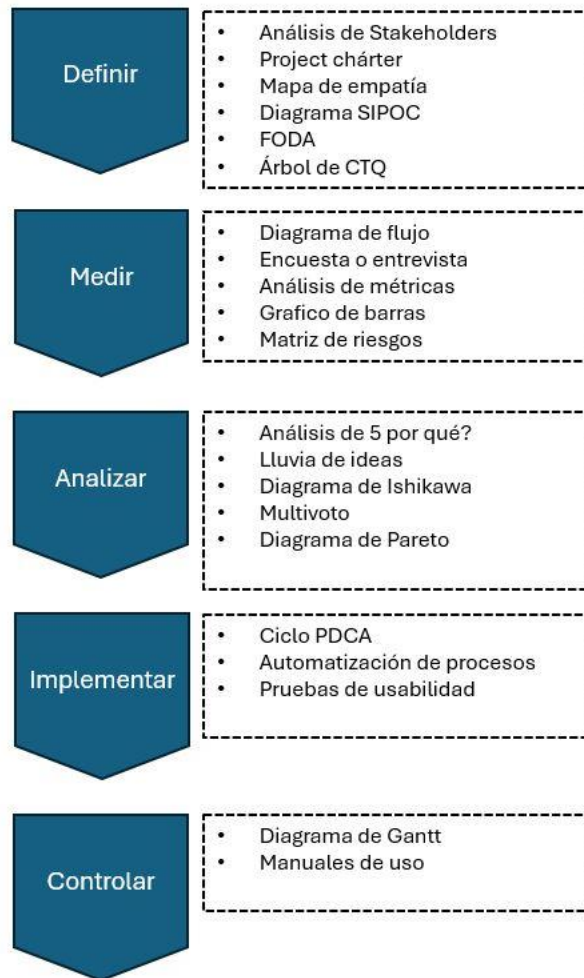 Definir
• Análisis de Stakeholders
• Project chárter
• Mapa de empatía
• Diagrama SIPOC
• FODA
• Árbol de CTQ
Medir
• Diagrama de flujo
• Encuesta o entrevista
• Análisis de métricas
• Grafico de barras
• Matriz de riesgos
Analizar
• Análisis de 5 por qué?
• Lluvia de ideas
• Diagrama de Ishikawa
• Multivoto
• Diagrama de Pareto
Implementar
• Ciclo PDCA
• Automatización de procesos
• Pruebas de usabilidad
Controlar
• Diagrama de Gantt
• Manuales de uso